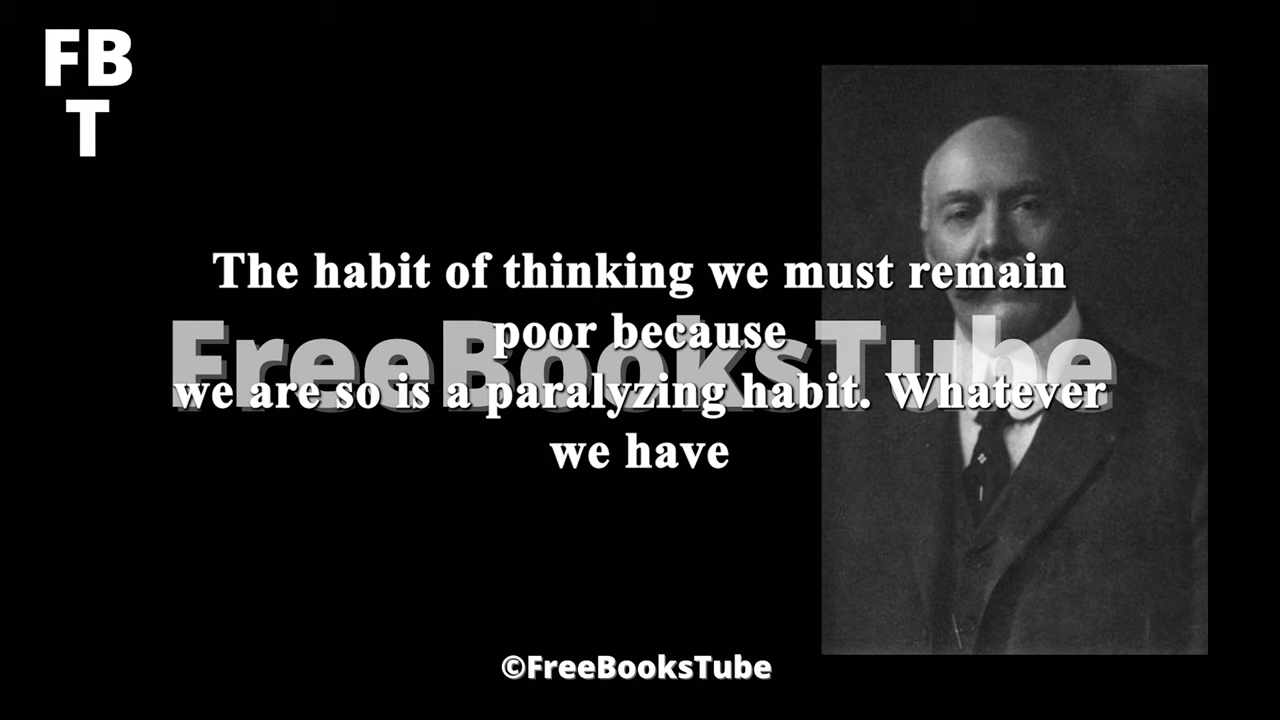 FB
T
The habit of thinking we must remain
poor because
FreeBooksTube
we are so is a paralyzing habit. Whatever
we have
©FreeBooksTube